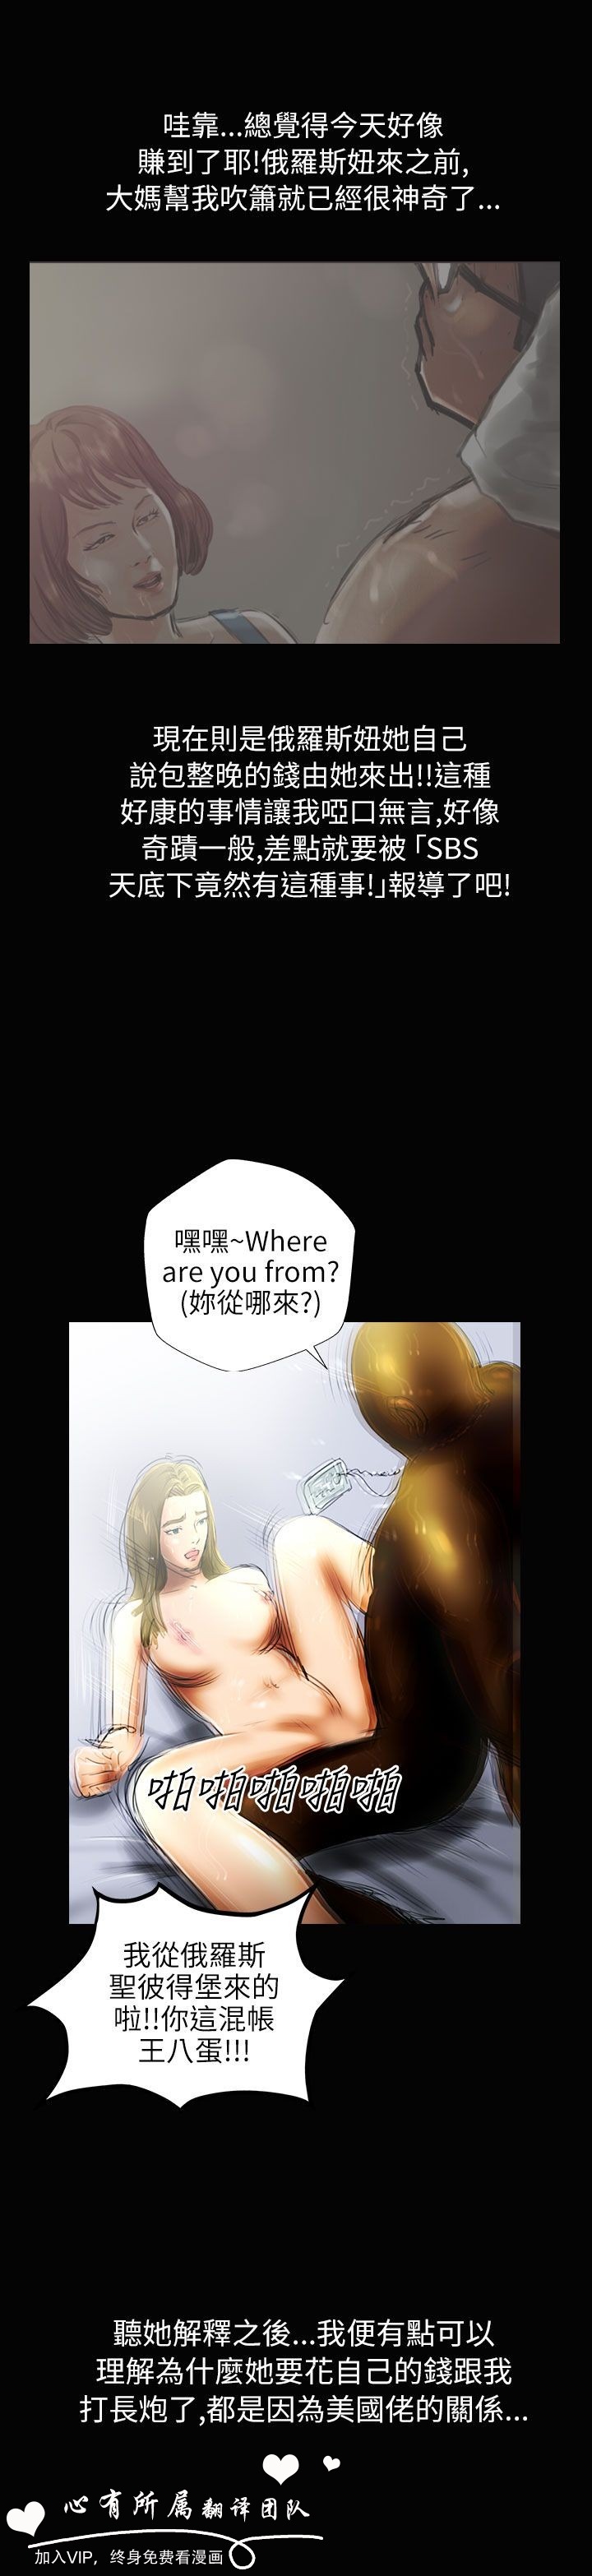 哇靠...總覺得今天好像
賺到了耶!俄羅斯妞來之前,
大媽幫我吹簫就已經很神奇了...
現在則是俄羅斯妞她自己
說包整晚的錢由她來出!!這種
好康的事情讓我啞口無言,好像
奇蹟一般,差點就要被「SBS
天底下竟然有這種事!」報導了吧!
嘿嘿~Where
are you from?
(妳從哪來?)
啪啪啪啪啪
我從俄羅斯
聖彼得堡來的
啦!!你這混帳
王八蛋!!!
聽她解釋之後...我便有點可以
理解為什麼她要花自己的錢跟我
打長炮了,都是因為美國佬的關係...
心有所属翻译团队
加入VIP，终身免费看漫画